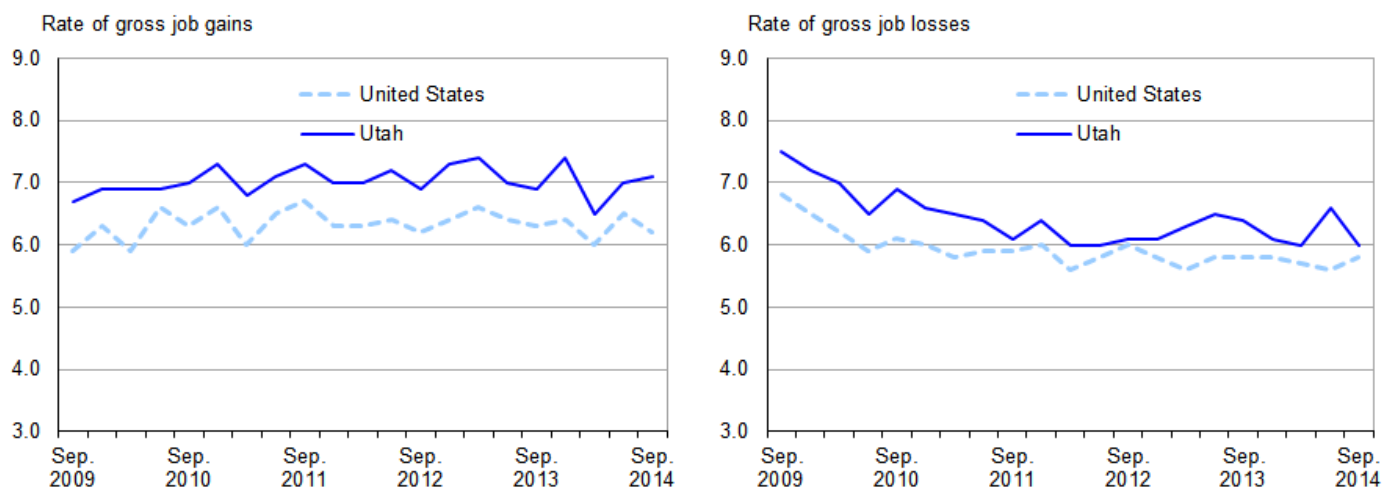 Rate of gross job gains
9.0
8.0
7.0
6.0
5.0
4.0
3.0
United States
Utah
Sep. Sep. Sep. Sep. Sep. Sep.
2009 2010 2011 2012 2013 2014
Rate of gross job losses
9.0
8.0
7.0
6.0
5.0
4.0
3.0
United States
Utah
Sep. Sep. Sep. Sep. Sep. Sep.
2009 2010 2011 2012 2013 2014